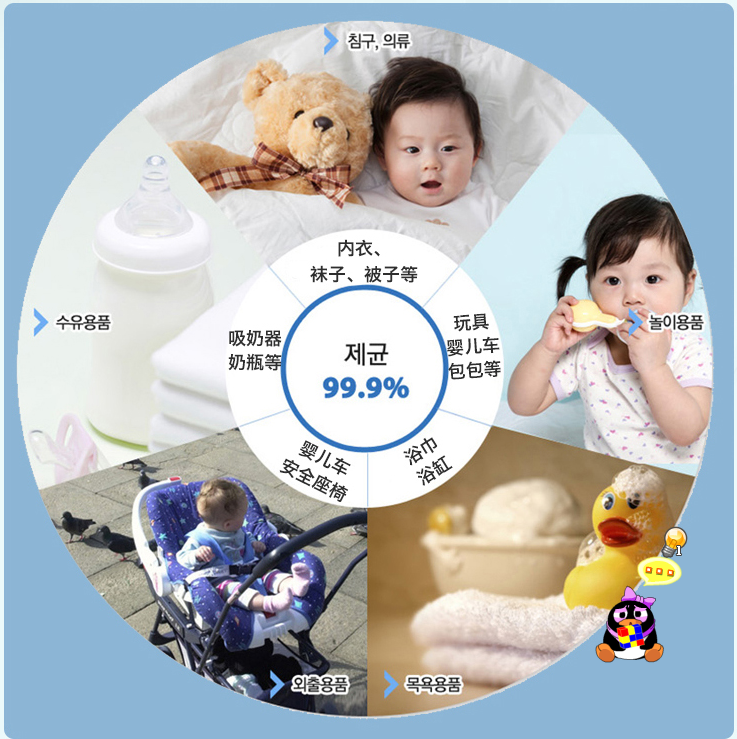 침구, 의류
内衣、
袜子、被子等
수유용품
吸奶器
奶瓶等
제균
99.9%
玩具
婴儿车
包包等
놀이용품
婴儿车
安全座椅
浴巾
浴缸
1
외출용품
목욕용품